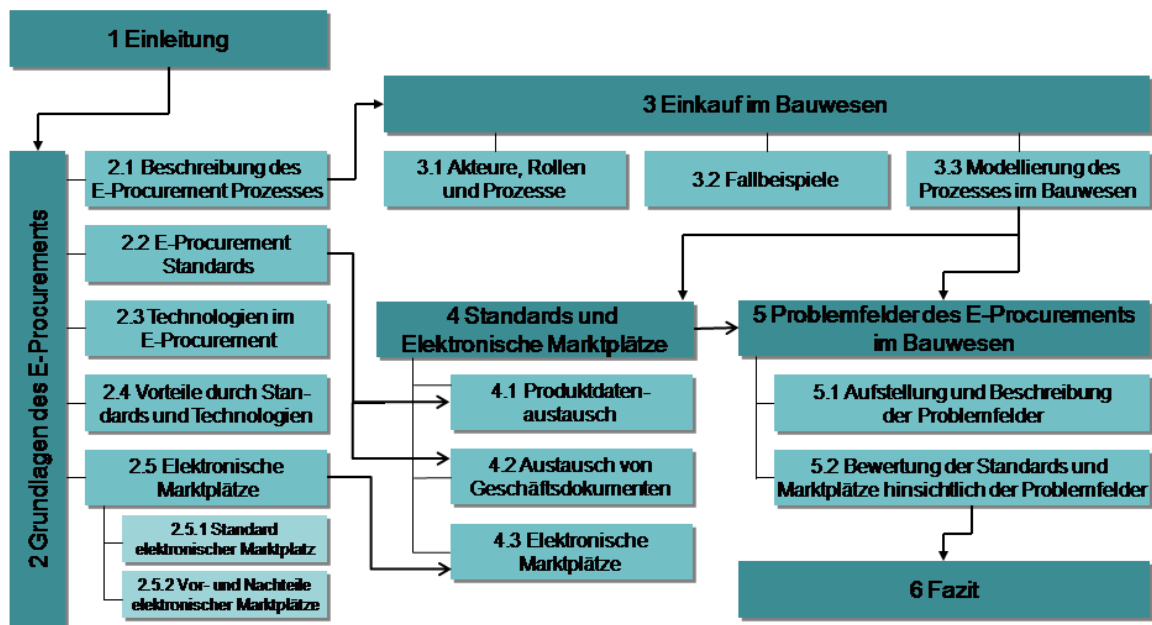 1 Einleitung
2 Grundlagen des E-Procurements
2.1 Beschreibung des
E-Procurement Prozesses
2.2 E-Procurement
Standards
2.3 Technologien im
E-Procurement
2.4 Vorteile durch Stan-
dards und Technologien
2.5 Elektronische
Marktplätze
2.5.1 Standard
elektronischer Marktplatz
2.5.2 Vor- und Nachteile
elektronischer Marktplätze
3 Einkauf im Bauwesen
3.1 Akteure, Rollen
und Prozesse
3.2 Fallbeispiele
3.3 Modellierung des
Prozesses im Bauwesen
4 Standards und
Elektronische Marktplätze
4.1 Produktdaten-
austausch
4.2 Austausch von
Geschäftsdokumenten
4.3 Elektronische
Marktplätze
5 Problemfelder des E-Procurements
im Bauwesen
5.1 Aufstellung und Beschreibung
der Problemfelder
5.2 Bewertung der Standards und
Marktplätze hinsichtlich der Problemfelder
6 Fazit